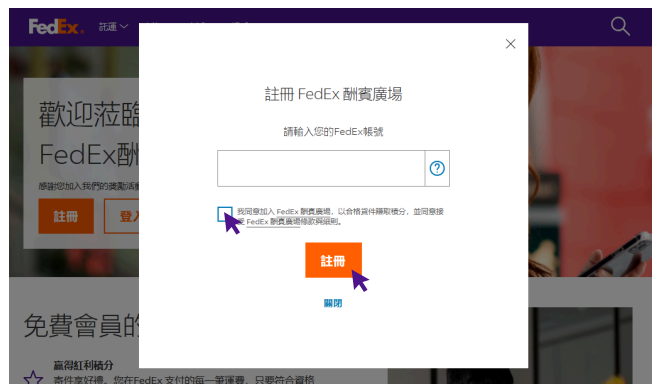 FedEx.
託運
註冊 FedEx 酬賓廣場
請輸入您的FedEx帳號
我同意加入 FedEx 酬賓廣場,以合格貨件賺取積分,並同意接
受 FedEx 酬賓廣場條款與細則。
註冊
關閉
歡迎蒞臨
FedEx酬
感謝您加入我們的獎勵活動
註冊
登入
免費會員的
贏得紅利積分
寄件享好禮。您在FedEx 支付的每一筆運費,只要符合資格